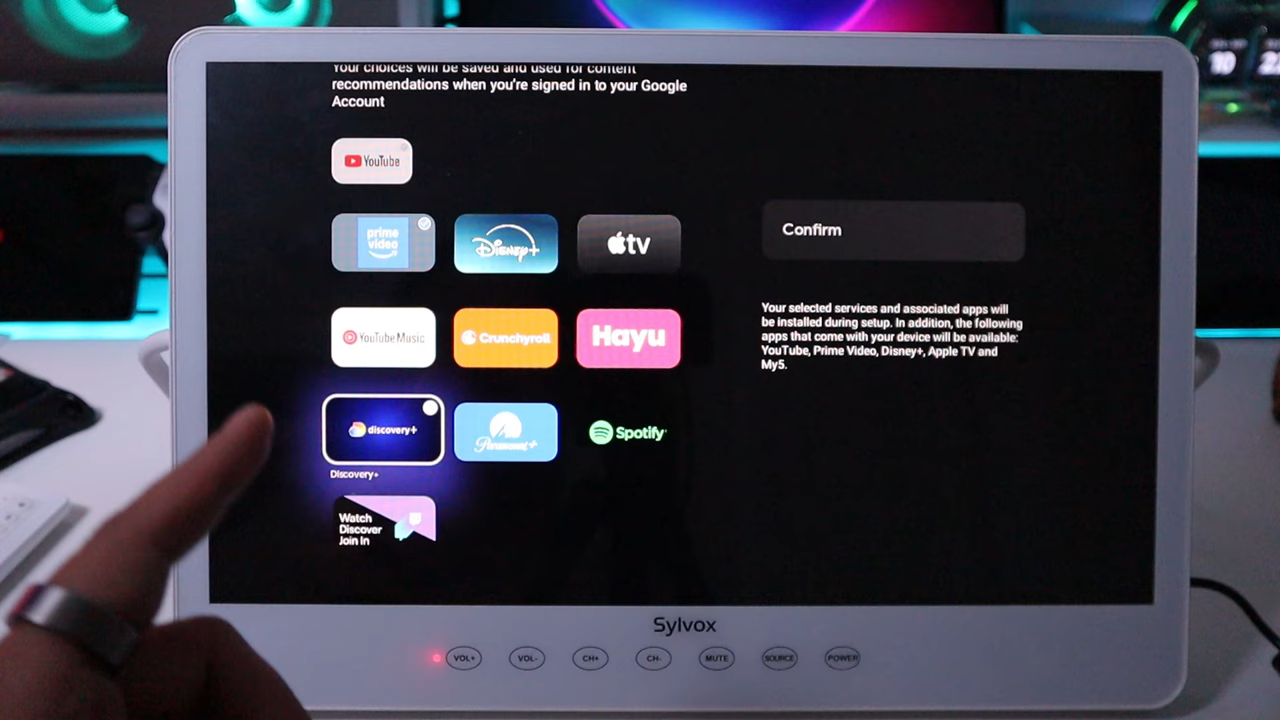 Your choices will be saved and used for content
recommendations when you're signed in to your Google
Account
YouTube
prime
video
Disney+
tv
Confirm
YouTube Music
Crunchyroll
Hayu
Your selected services and associated apps will
be installed during setup. In addition, the following
apps that come with your device will be available:
YouTube, Prime Video, Disney+, Apple TV and
My5.
discovery+
Paramount+
Spotify
Discovery+
Watch
Discover
Join In
Sylvox
VOL+
VOL-
CH+
CH-
MUTE
SOURCE
POWER
10